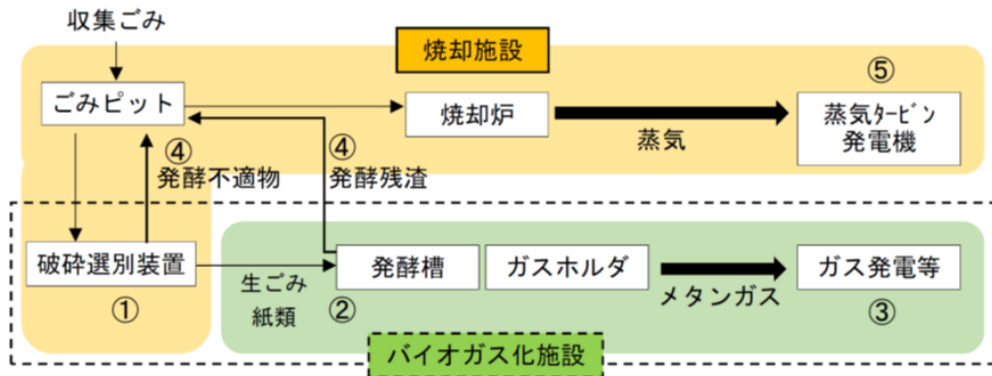 収集ごみ
焼却施設
⑤
ごみピット
焼却炉
蒸気
蒸気ﾀｰﾋﾞﾝ
発電機
④
発酵不適物
④
発酵残渣
破砕選別装置
①
生ごみ
紙類
②
発酵槽
ガスホルダ
メタンガス
ガス発電等
③
バイオガス化施設